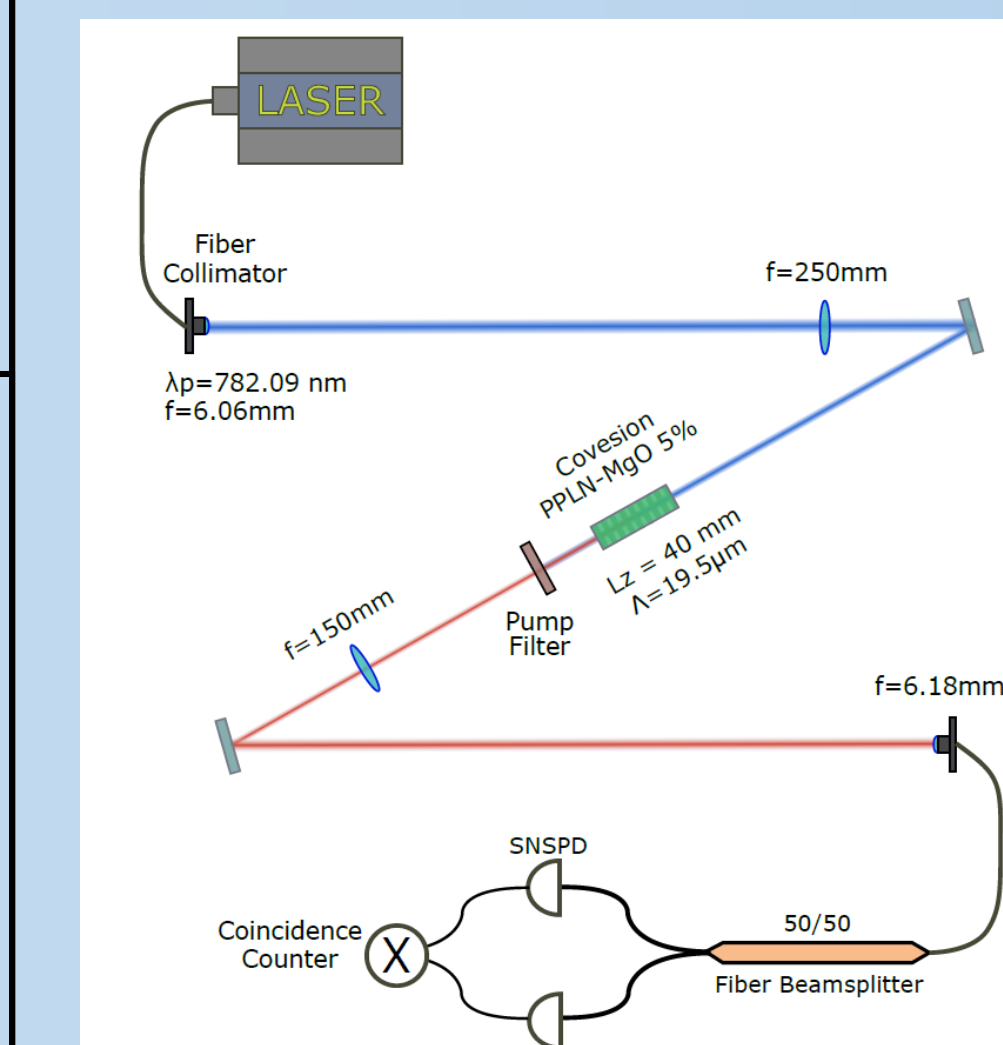 LASER
Fiber
Collimator
f=250mm
λp=782.09 nm
f=6.06mm
Covesion
PPLN-MgO 5%
Lz = 40 mm
Λ=19.5μm
Pump
Filter
f=150mm
f=6.18mm
SNSPD
Coincidence
Counter
X
50/50
Fiber Beamsplitter